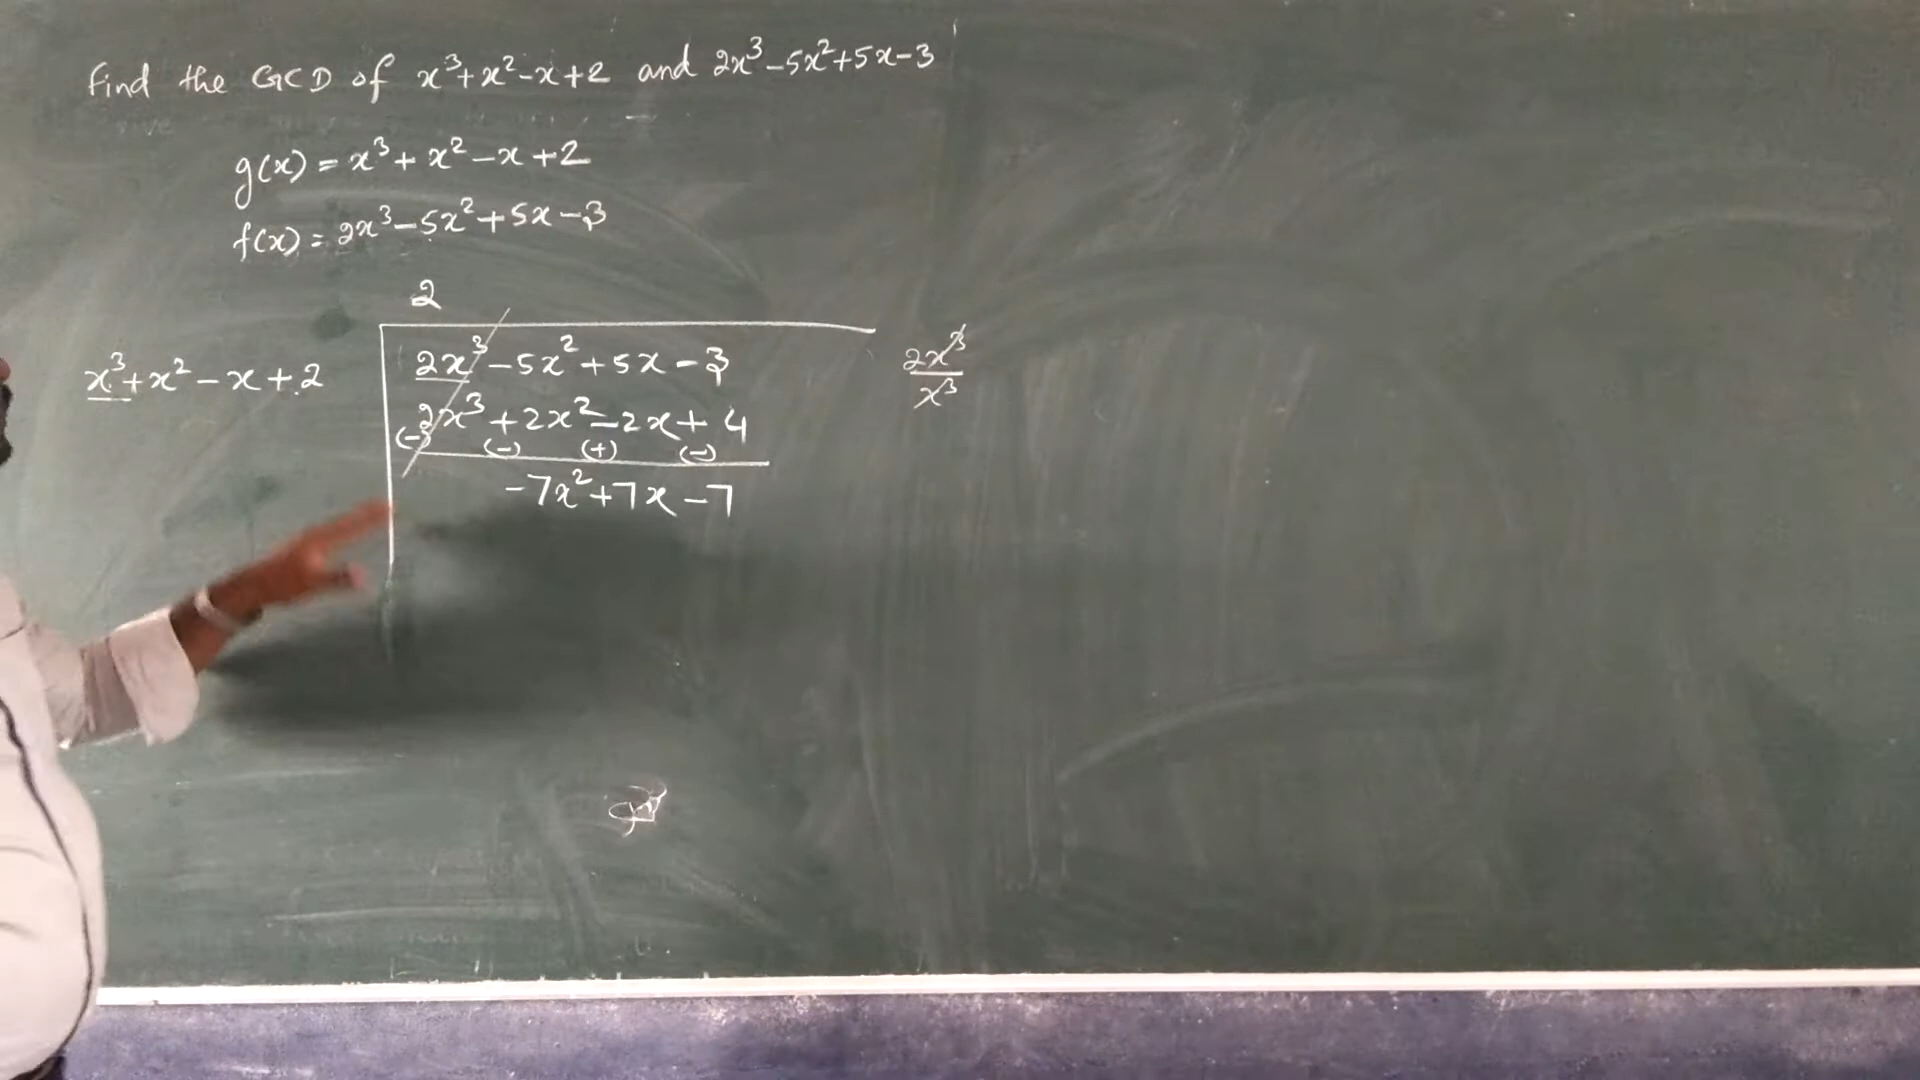 Find the GCD of x³+x²-x+2 and 2x³-5x²+5x-3
g(x) = x³+x²-x+2
f(x) = 2x³-5x²+5x-3
2
x³+x²-x+2
2x³-5x²+5x-3
2x³/x³
2x³+2x²-2x+4
(-) (-) (+) (-)
-7x²+7x-7